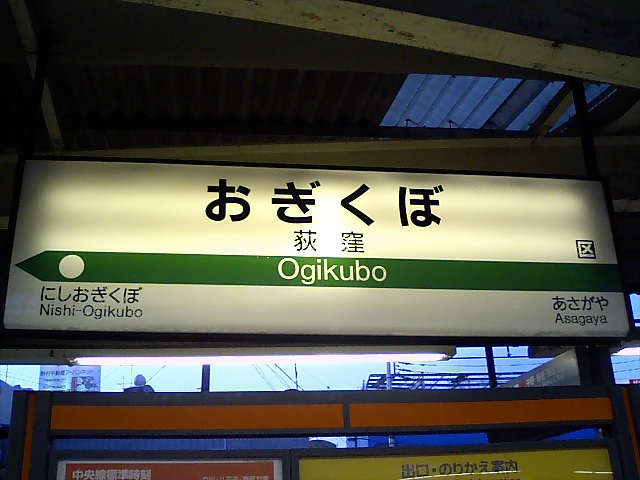 おぎくぼ
荻窪
区
Ogikubo
にしおぎくぼ
Nishi-Ogikubo
あさがや
Asagaya
中央線標準時刻
出口・のりかえ案内